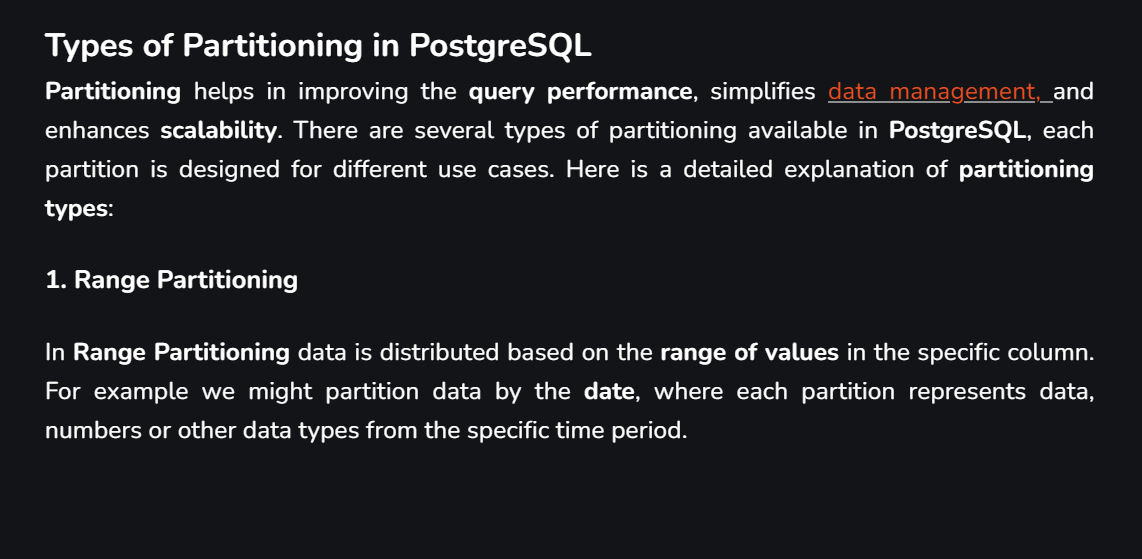 Types of Partitioning in PostgreSQL
Partitioning helps in improving the query performance, simplifies data management, and
enhances scalability. There are several types of partitioning available in PostgreSQL, each
partition is designed for different use cases. Here is a detailed explanation of partitioning
types:
1. Range Partitioning
In Range Partitioning data is distributed based on the range of values in the specific column.
For example we might partition data by the date, where each partition represents data,
numbers or other data types from the specific time period.